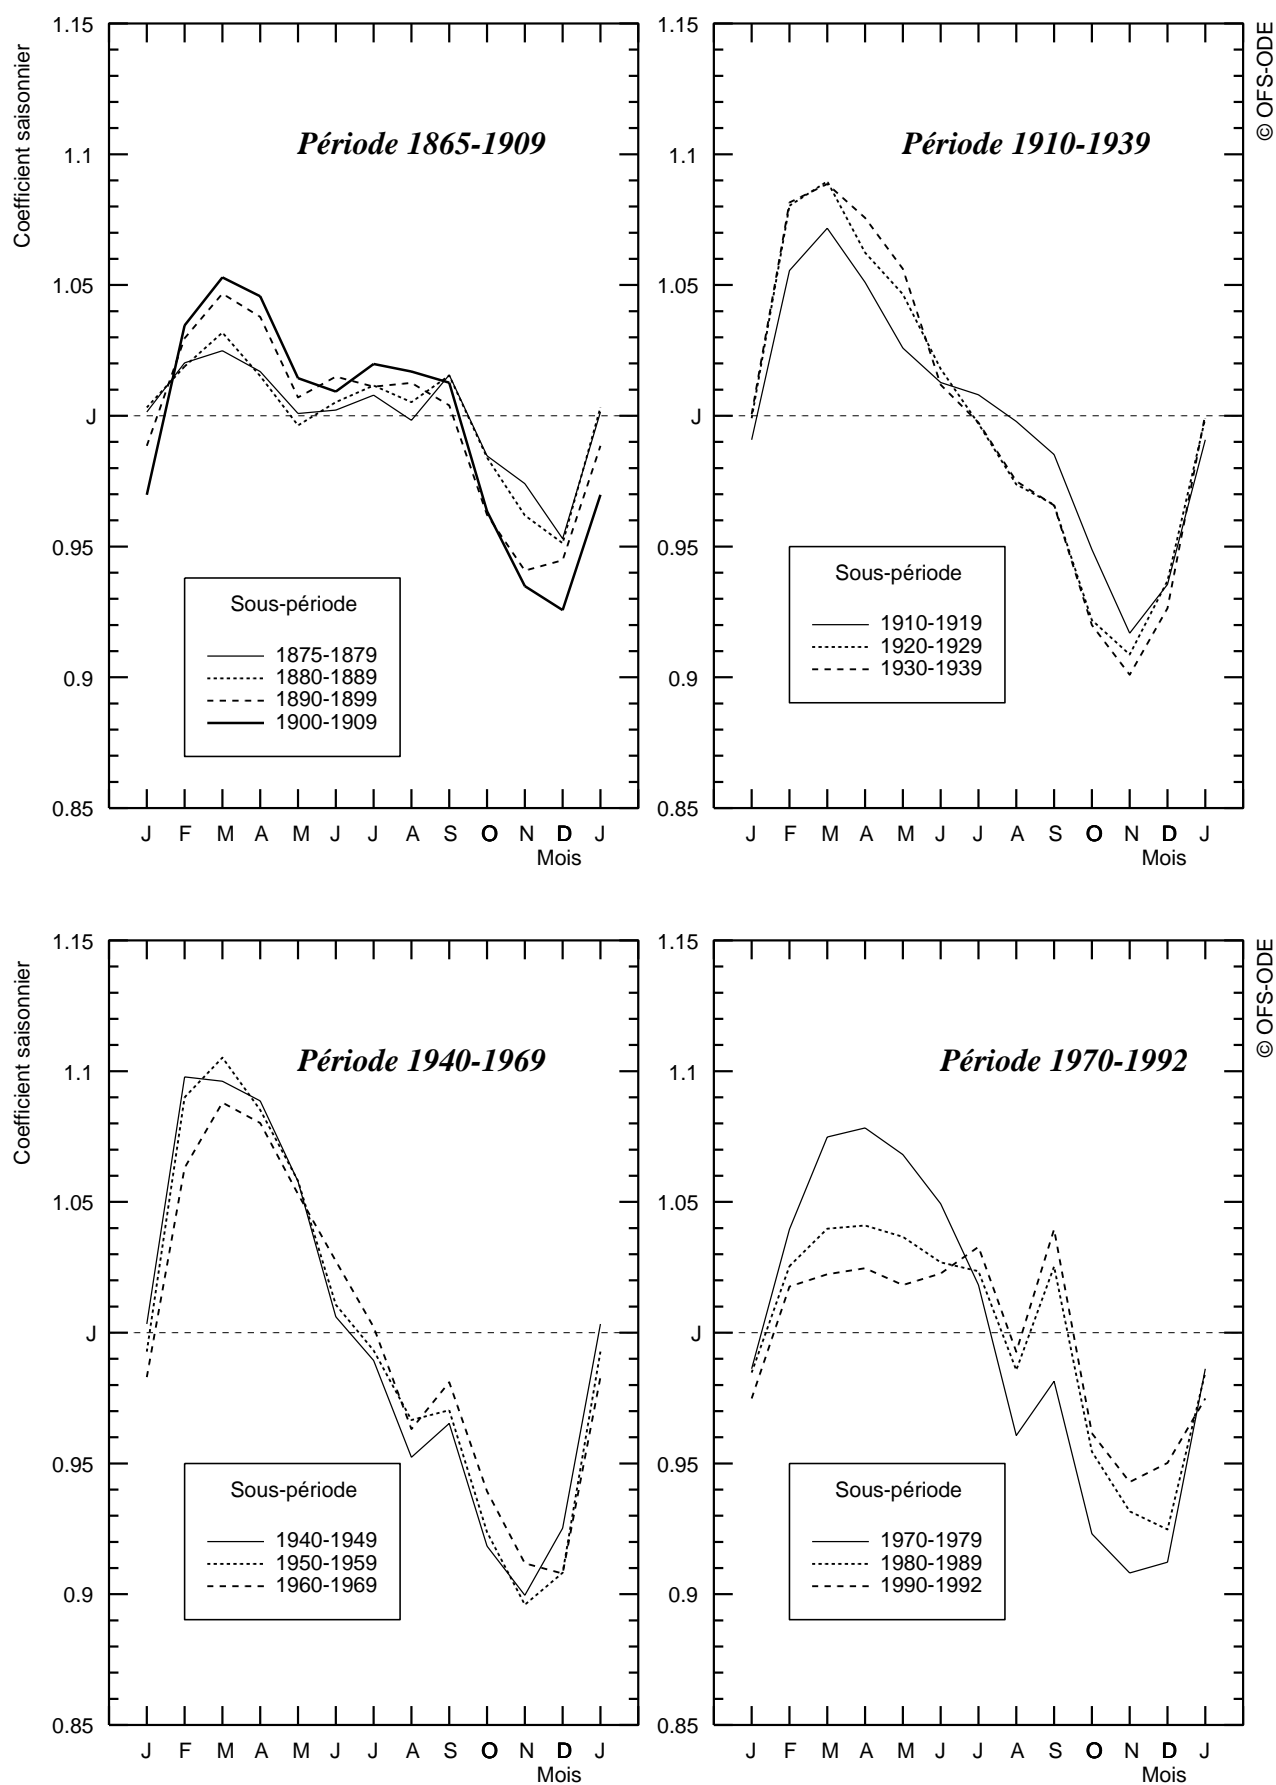 Coefficient saisonnier
1.15
1.1
1.05
J
0.95
0.9
0.85
Période 1865-1909
Sous-période
1875-1879
1880-1889
1890-1899
1900-1909
J F M A M J J A S O N D J
Mois
Période 1910-1939
© OFS-ODE
1.15
1.1
1.05
J
0.95
0.9
0.85
Sous-période
1910-1919
1920-1929
1930-1939
J F M A M J J A S O N D J
Mois
Coefficient saisonnier
1.15
1.1
1.05
J
0.95
0.9
0.85
Période 1940-1969
Sous-période
1940-1949
1950-1959
1960-1969
J F M A M J J A S O N D J
Mois
Période 1970-1992
© OFS-ODE
1.15
1.1
1.05
J
0.95
0.9
0.85
Sous-période
1970-1979
1980-1989
1990-1992
J F M A M J J A S O N D J
Mois